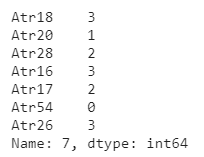 Atr18    3
Atr20    1
Atr28    2
Atr16    3
Atr17    2
Atr54    0
Atr26    3
Name: 7, dtype: int64